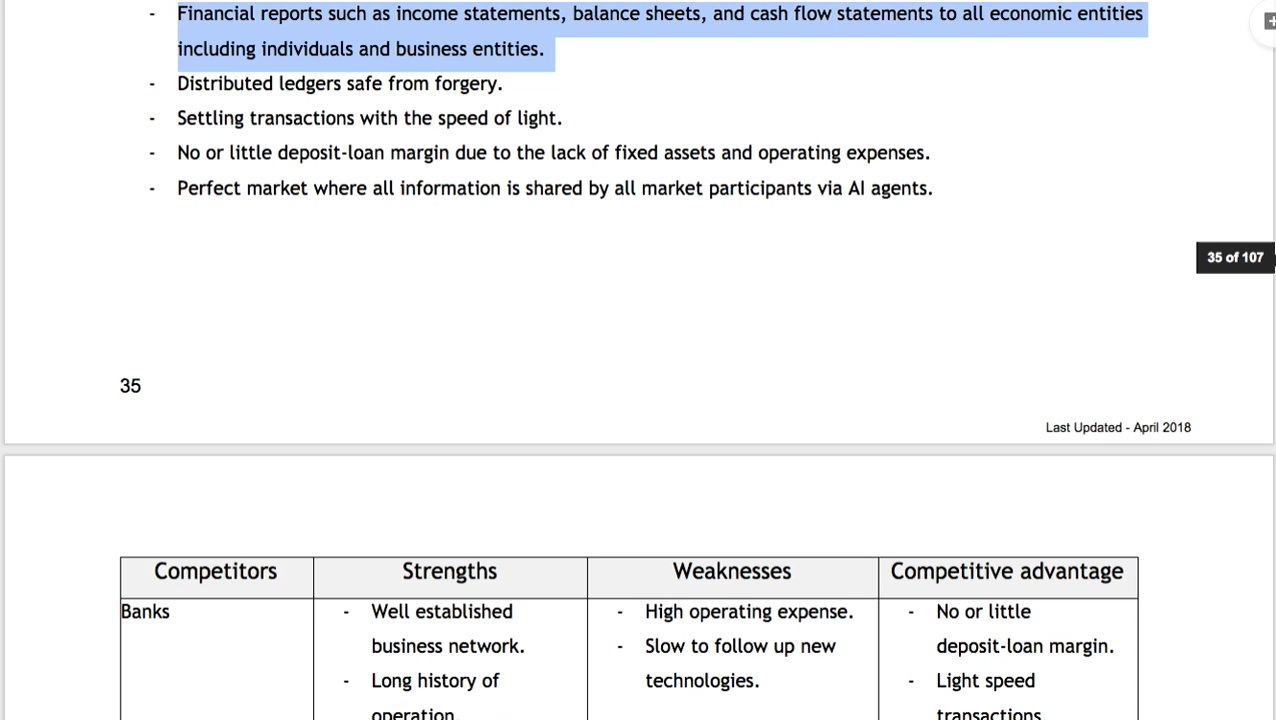 - Financial reports such as income statements, balance sheets, and cash flow statements to all economic entities
including individuals and business entities.
- Distributed ledgers safe from forgery.
- Settling transactions with the speed of light.
- No or little deposit-loan margin due to the lack of fixed assets and operating expenses.
- Perfect market where all information is shared by all market participants via AI agents.
35 of 107
35
Last Updated - April 2018
Competitors Strengths Weaknesses Competitive advantage
Banks - Well established - High operating expense. - No or little
business network. - Slow to follow up new deposit-loan margin.
- Long history of technologies. - Light speed
operation. transactions